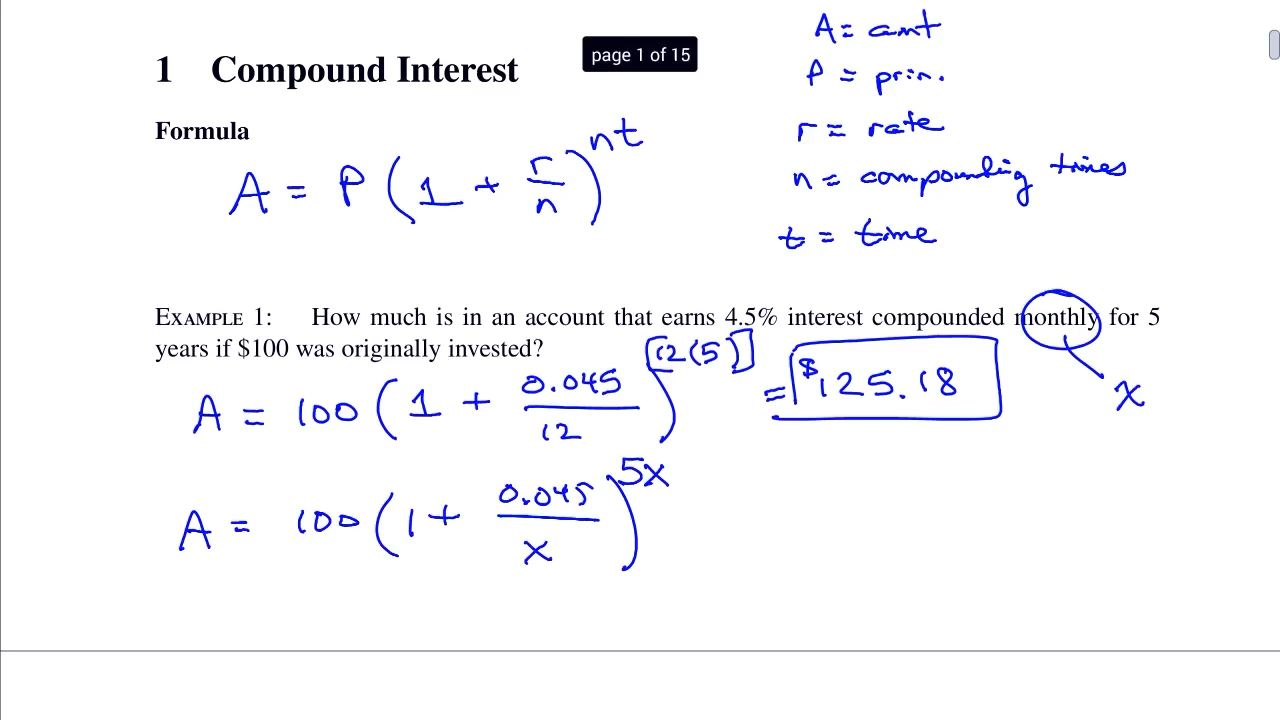 page 1 of 15
1 Compound Interest
A = amt
P = prin.
r = rate
n = compounding times
t = time
Formula
A = P(1 + r/n)^nt
EXAMPLE 1: How much is in an account that earns 4.5% interest compounded monthly for 5
years if $100 was originally invested?
A = 100(1 + 0.045/12)^[12(5)] = $125.18
x
A = 100(1 + 0.045/x)^5x